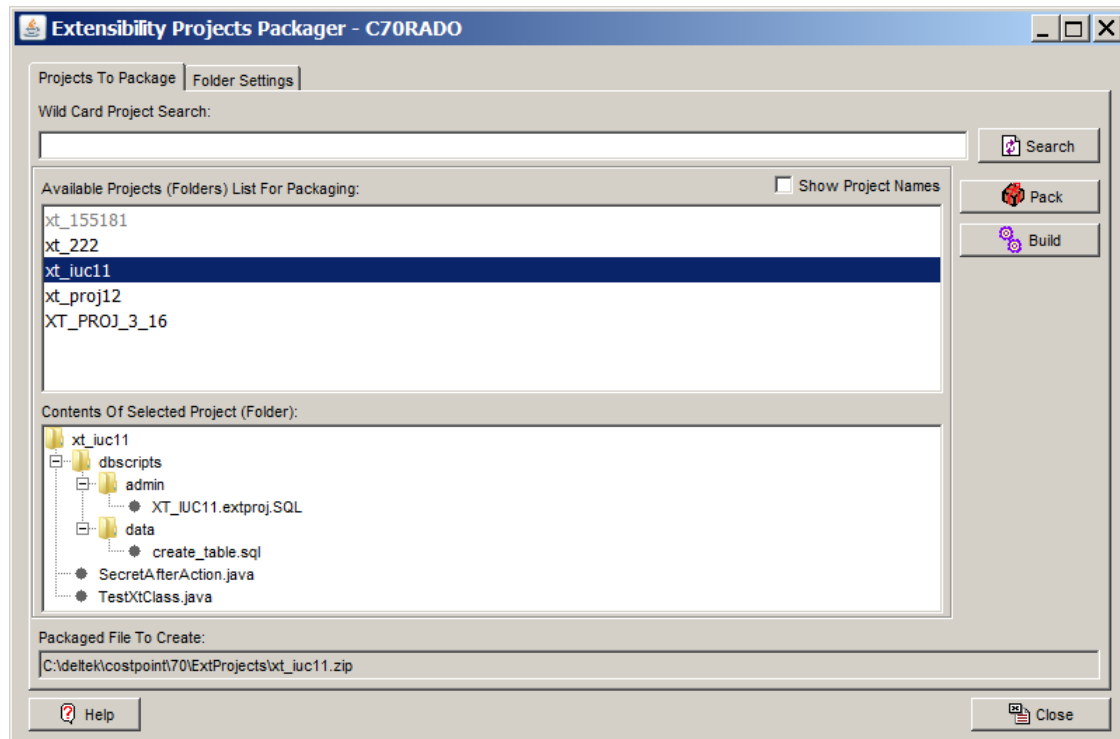 Extensibility Projects Packager - C70RADO
Projects To Package Folder Settings
Wild Card Project Search:
Search
Available Projects (Folders) List For Packaging: Show Project Names
Pack
xt_155181
xt_222
Build
xt_iuc11
xt_proj12
XT_PROJ_3_16
Contents Of Selected Project (Folder):
xt_iuc11
dbscripts
admin
XT_IUC11.extproj.SQL
data
create_table.sql
SecretAfterAction.java
TestXtClass.java
Packaged File To Create:
C:\deltek\costpoint\70\ExtProjects\xt_iuc11.zip
Help Close